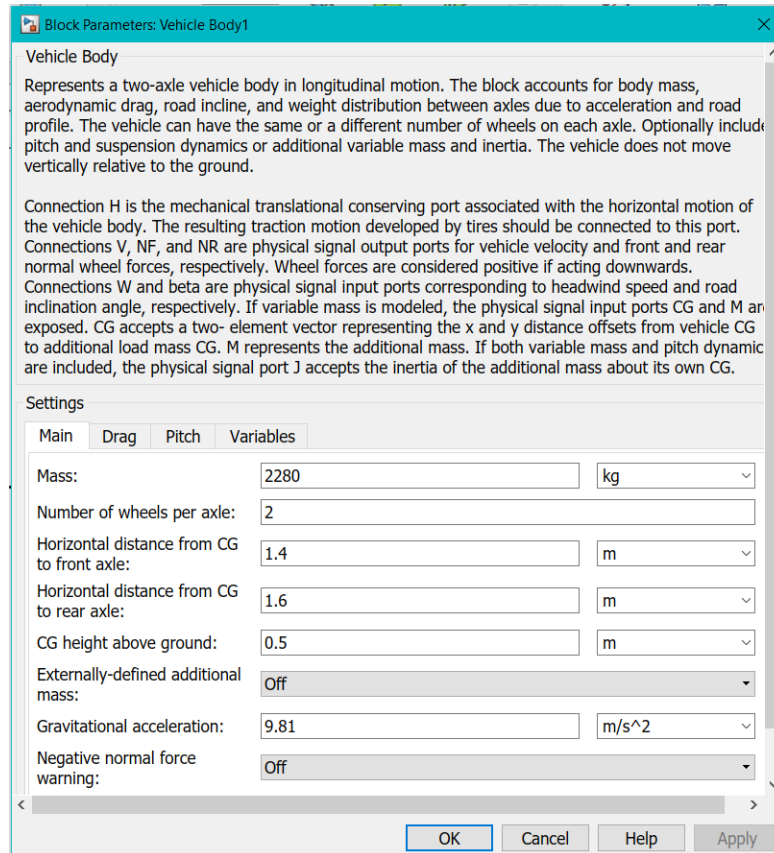 Block Parameters: Vehicle Body1
Vehicle Body
Represents a two-axle vehicle body in longitudinal motion. The block accounts for body mass,
aerodynamic drag, road incline, and weight distribution between axles due to acceleration and road
profile. The vehicle can have the same or a different number of wheels on each axle. Optionally include
pitch and suspension dynamics or additional variable mass and inertia. The vehicle does not move
vertically relative to the ground.
Connection H is the mechanical translational conserving port associated with the horizontal motion of
the vehicle body. The resulting traction motion developed by tires should be connected to this port.
Connections V, NF, and NR are physical signal output ports for vehicle velocity and front and rear
normal wheel forces, respectively. Wheel forces are considered positive if acting downwards.
Connections W and beta are physical signal input ports corresponding to headwind speed and road
inclination angle, respectively. If variable mass is modeled, the physical signal input ports CG and M are
exposed. CG accepts a two- element vector representing the x and y distance offsets from vehicle CG
to additional load mass CG. M represents the additional mass. If both variable mass and pitch dynamic
are included, the physical signal port J accepts the inertia of the additional mass about its own CG.
Settings
Main Drag Pitch Variables
Mass: 2280 kg
Number of wheels per axle: 2
Horizontal distance from CG
to front axle: 1.4 m
Horizontal distance from CG
to rear axle: 1.6 m
CG height above ground: 0.5 m
Externally-defined additional
mass: Off
Gravitational acceleration: 9.81 m/s^2
Negative normal force
warning: Off
OK Cancel Help Apply